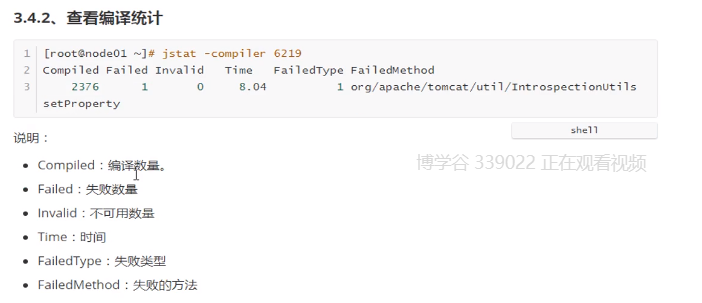 3.4.2、查看编译统计
1 [root@node01 ~]# jstat -compiler 6219
2 Compiled Failed Invalid Time FailedType FailedMethod
3 2376 1 0 8.04 1 org/apache/tomcat/util/IntrospectionUtils
setProperty
shell
说明：
博学谷 339022 正在观看视频
• Compiled：编译数量。
• Failed：失败数量
• Invalid：不可用数量
• Time：时间
• FailedType：失败类型
• FailedMethod：失败的方法